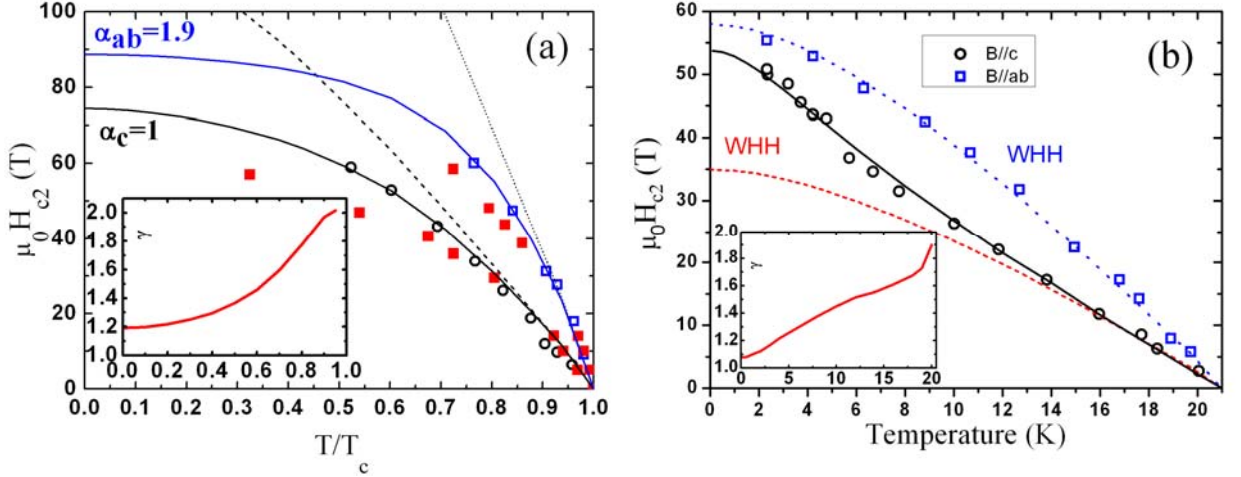 (a)
α_ab=1.9
α_c=1
μ₀H_c2 (T)
100
80
60
40
20
0
0.0 0.1 0.2 0.3 0.4 0.5 0.6 0.7 0.8 0.9 1.0
T/T_c
γ
2.0
1.8
1.6
1.4
1.2
1.0
0.0 0.2 0.4 0.6 0.8 1.0
(b)
B//c
B//ab
WHH
WHH
μ₀H_c2 (T)
60
50
40
30
20
10
0
0 2 4 6 8 10 12 14 16 18 20
Temperature (K)
γ
2.0
1.8
1.6
1.4
1.2
1.0
0 5 10 15 20